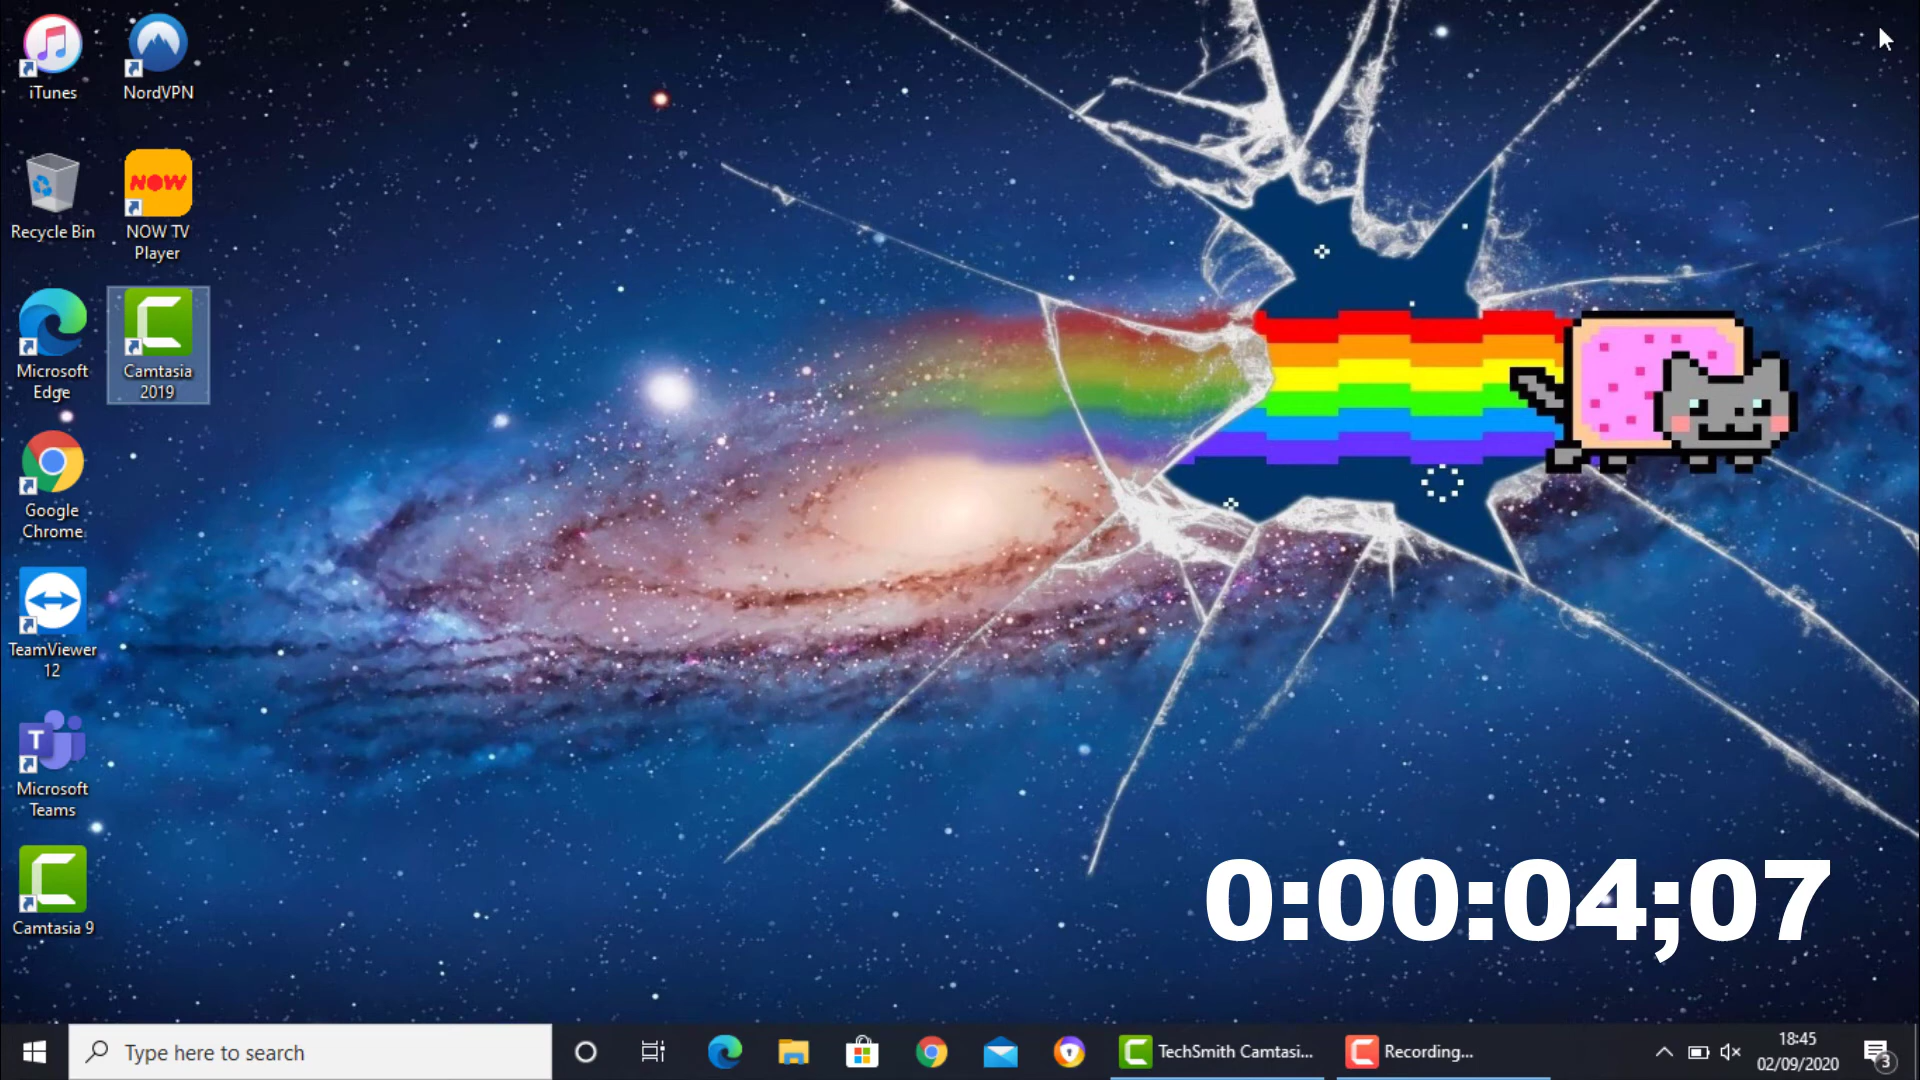 iTunes
NordVPN
Recycle Bin
NOW
NOW TV
Player
Microsoft
Edge
Camtasia
2019
Google
Chrome
TeamViewer
12
T
Microsoft
Teams
Camtasia 9
0:00:04;07
Type here to search
TechSmith Camtasi...
Recording...
18:45
02/09/2020
3